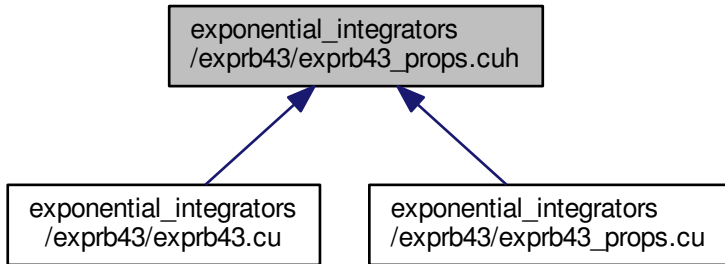 exponential_integrators
/exprb43/exprb43_props.cuh
exponential_integrators
/exprb43/exprb43.cu
exponential_integrators
/exprb43/exprb43_props.cu